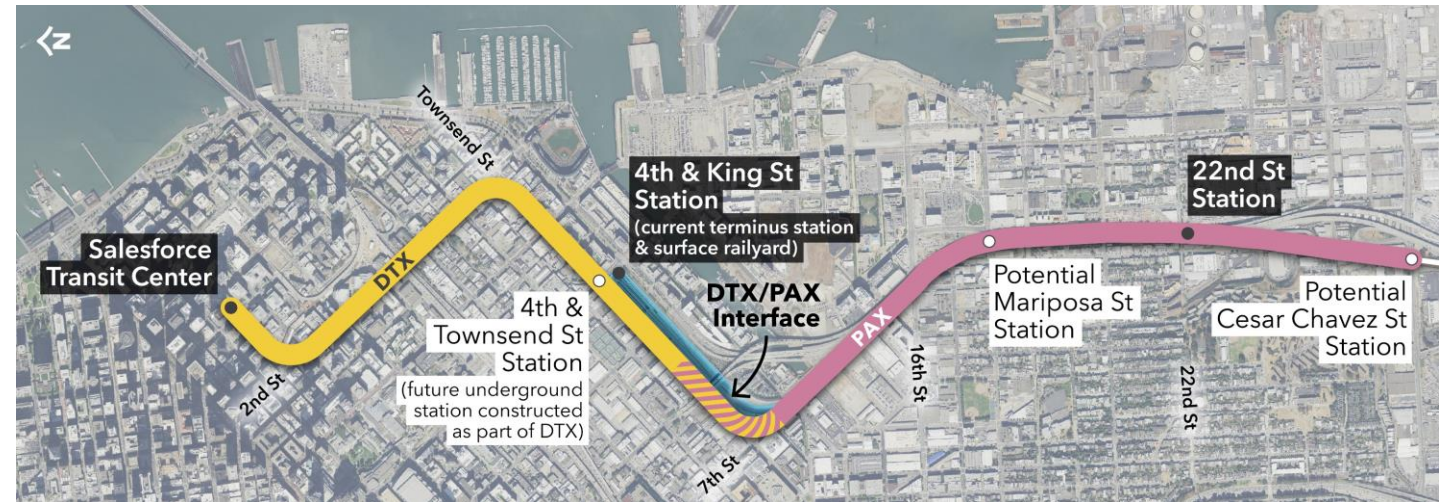 N
Salesforce
Transit Center
2nd St
DTX
Townsend St
4th &
Townsend St
Station
(future underground
station constructed
as part of DTX)
4th & King St
Station
(current terminus station
& surface railyard)
DTX/PAX
Interface
7th St
PAX
16th St
Potential
Mariposa St
Station
22nd St
Station
22nd St
Potential
Cesar Chavez St
Station